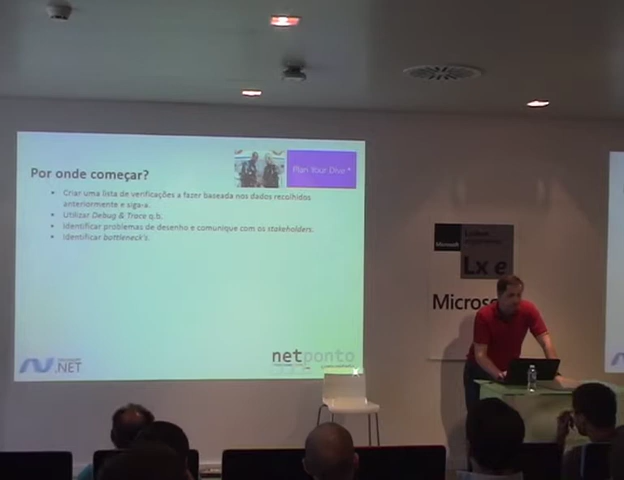 Por onde começar?
Plan Your Dive
• Criar uma lista de verificações a fazer baseada nos dados recolhidos
anteriormente e siga-a.
• Utilizar Debug & Trace q.b.
• Identificar problemas de desenho e comunique com os stakeholders.
• Identificar bottleneck's.
.NET
netponto
Microsoft
Lx e
Micros